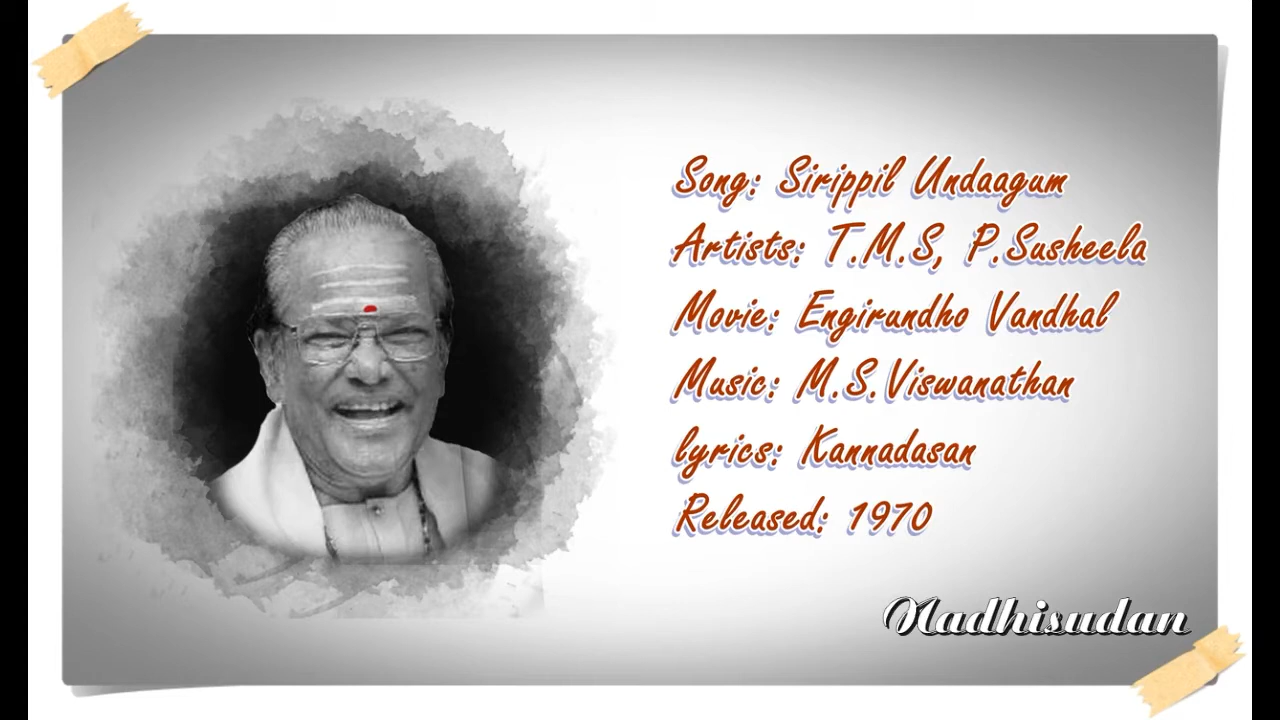 Song: Sirippil Undaagum
Artists: T.M.S, P.Susheela
Movie: Engirundho Vandhal
Music: M.S.Viswanathan
lyrics: Kannadasan
Released: 1970
Nadhisudan